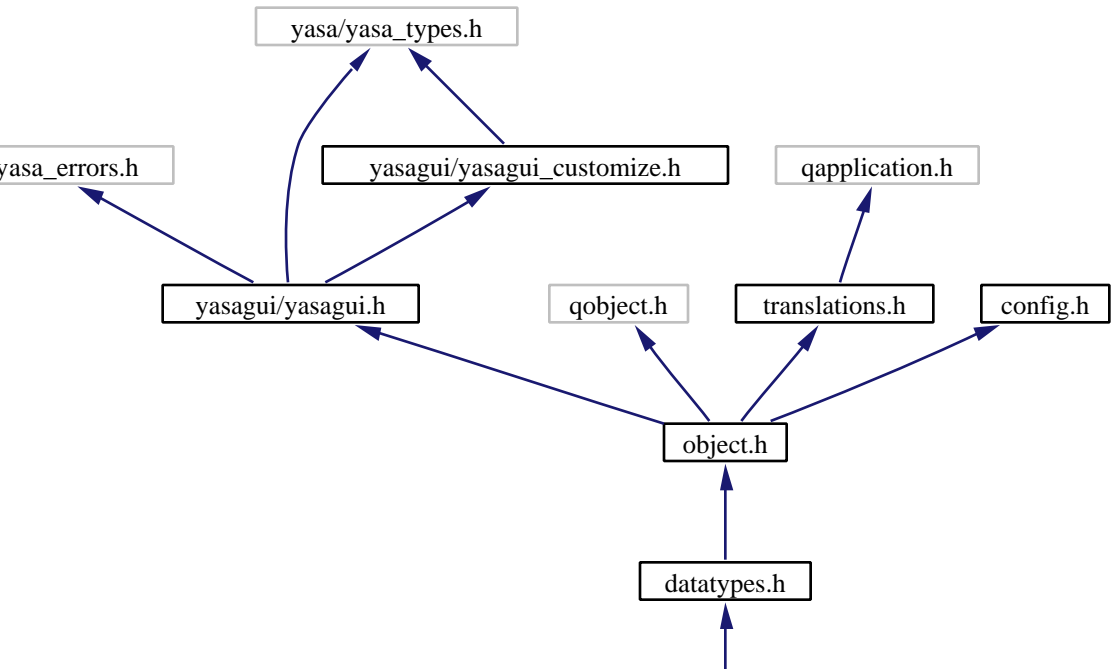 yasa/yasa_types.h
yasa_errors.h
yasagui/yasagui_customize.h
qapplication.h
yasagui/yasagui.h
qobject.h
translations.h
config.h
object.h
datatypes.h